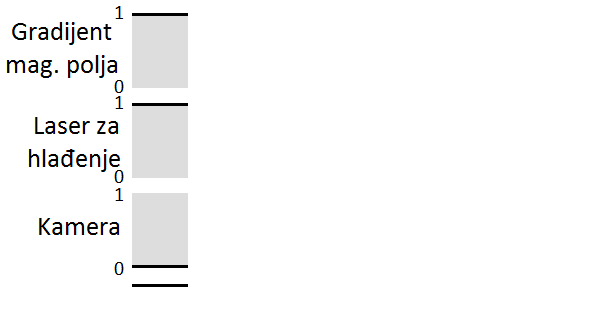 1
Gradijent
mag. polja
0
1
Laser za
hlađenje
0
1
Kamera
0